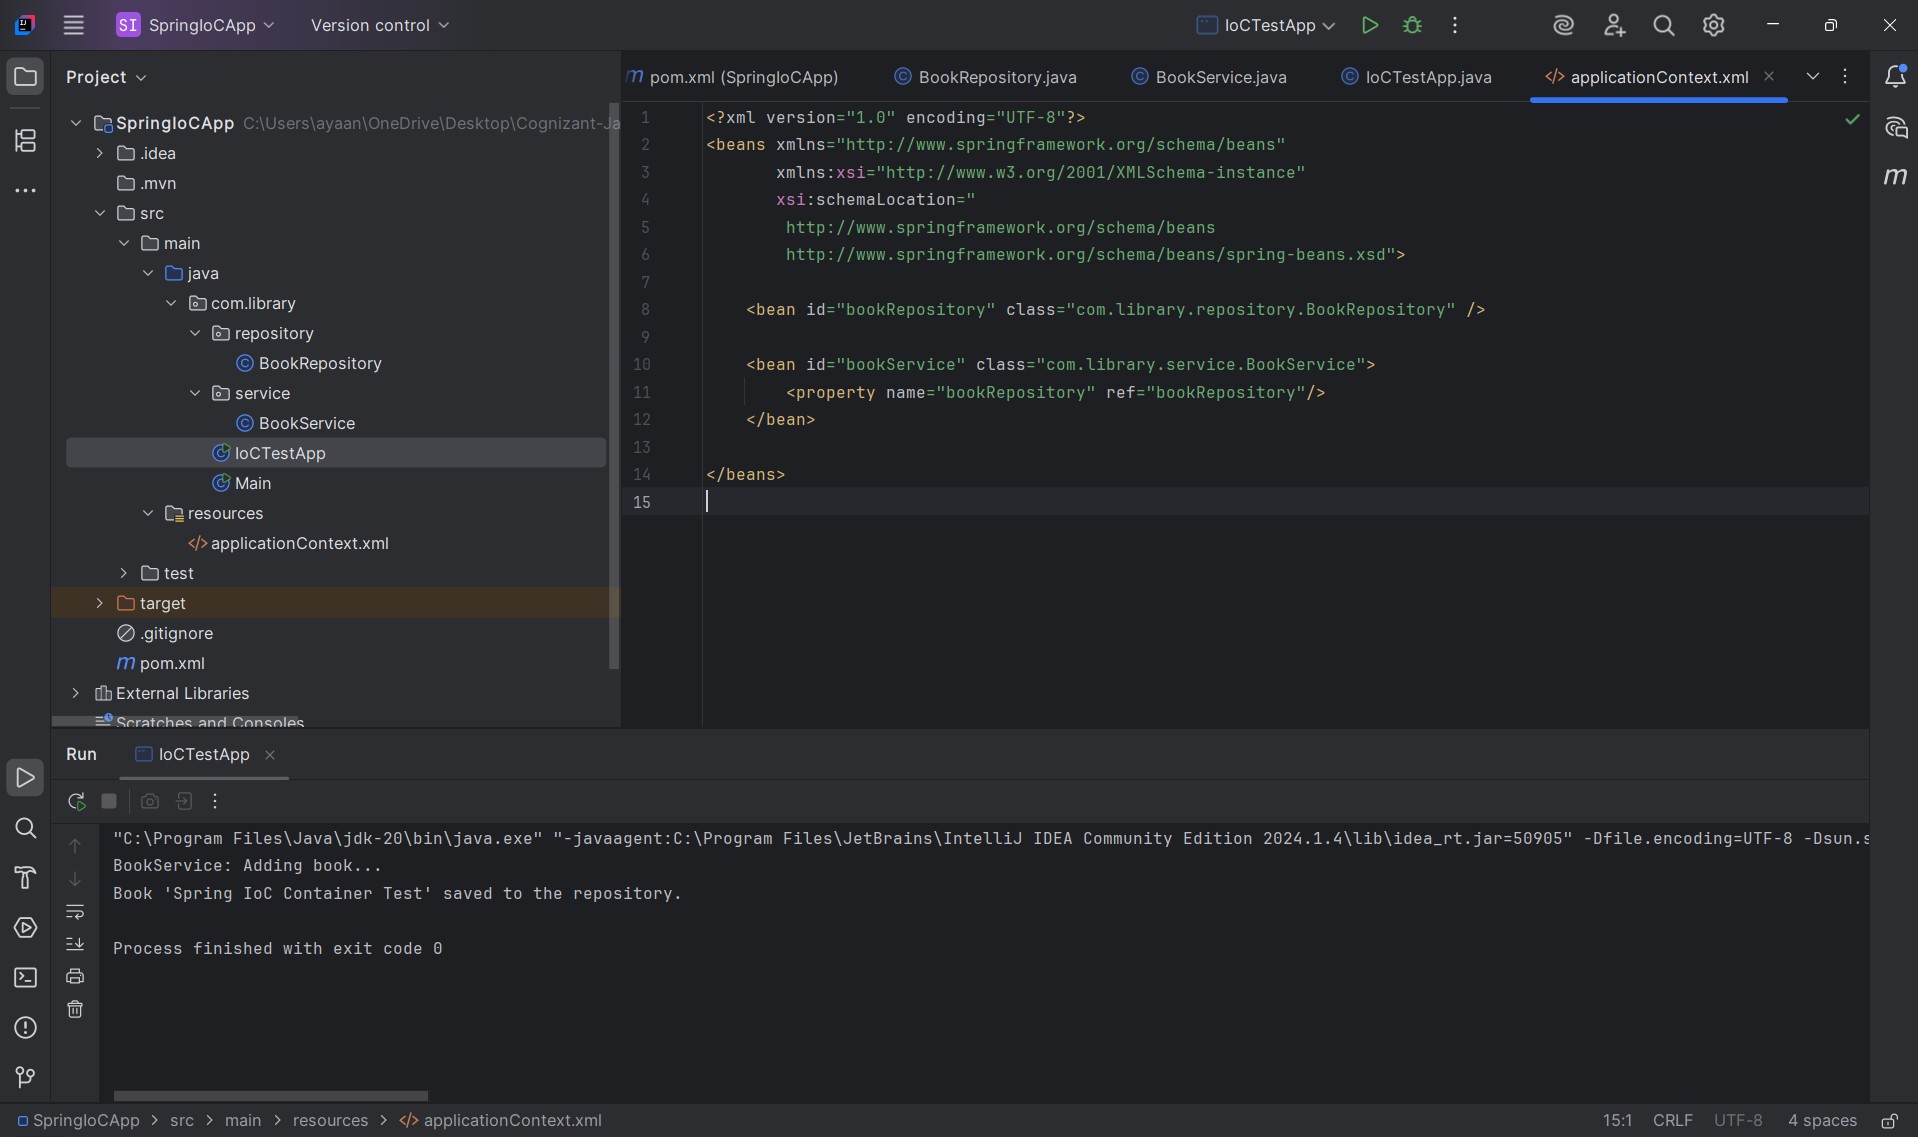 SI SpringIoCApp Version control IoCTestApp
Project
SpringIoCApp C:\Users\ayaan\OneDrive\Desktop\Cognizant-Ja
.idea
.mvn
src
main
java
com.library
repository
BookRepository
service
BookService
IoCTestApp
Main
resources
applicationContext.xml
test
target
.gitignore
pom.xml
External Libraries
Scratches and Consoles
pom.xml (SpringIoCApp) BookRepository.java BookService.java IoCTestApp.java applicationContext.xml
1 <?xml version="1.0" encoding="UTF-8"?>
2 <beans xmlns="http://www.springframework.org/schema/beans"
3 xmlns:xsi="http://www.w3.org/2001/XMLSchema-instance"
4 xsi:schemaLocation="
5 http://www.springframework.org/schema/beans
6 http://www.springframework.org/schema/beans/spring-beans.xsd">
7
8 <bean id="bookRepository" class="com.library.repository.BookRepository" />
9
10 <bean id="bookService" class="com.library.service.BookService">
11 <property name="bookRepository" ref="bookRepository"/>
12 </bean>
13
14 </beans>
15
Run IoCTestApp
"C:\Program Files\Java\jdk-20\bin\java.exe" "-javaagent:C:\Program Files\JetBrains\IntelliJ IDEA Community Edition 2024.1.4\lib\idea_rt.jar=50905" -Dfile.encoding=UTF-8 -Dsun.s
BookService: Adding book...
Book 'Spring IoC Container Test' saved to the repository.
Process finished with exit code 0
SpringIoCApp > src > main > resources > applicationContext.xml 15:1 CRLF UTF-8 4 spaces